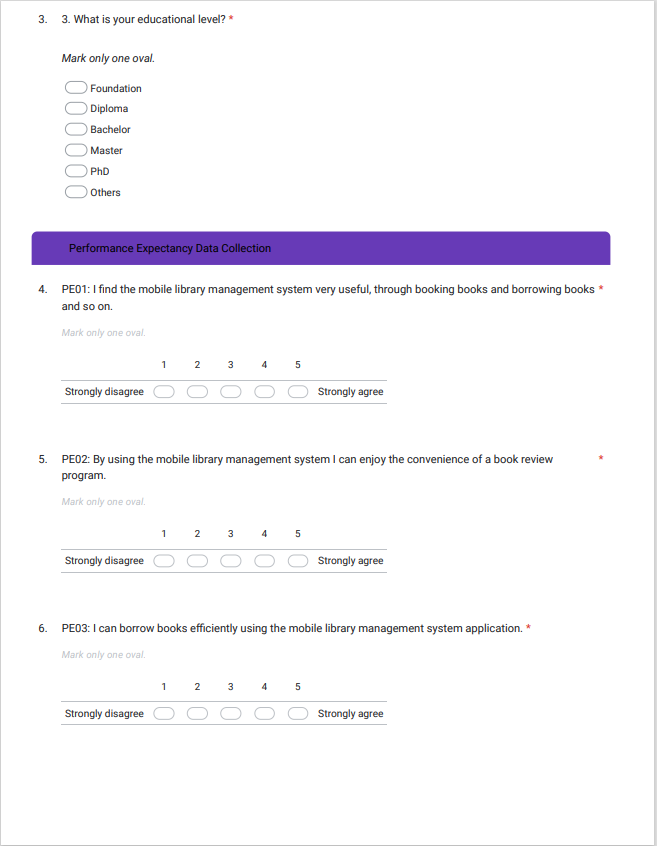 3. 3. What is your educational level? *
Mark only one oval.
Foundation
Diploma
Bachelor
Master
PhD
Others
Performance Expectancy Data Collection
4. PE01: I find the mobile library management system very useful, through booking books and borrowing books *
and so on.
Mark only one oval.
1 2 3 4 5
Strongly disagree Strongly agree
5. PE02: By using the mobile library management system I can enjoy the convenience of a book review *
program.
Mark only one oval.
1 2 3 4 5
Strongly disagree Strongly agree
6. PE03: I can borrow books efficiently using the mobile library management system application. *
Mark only one oval.
1 2 3 4 5
Strongly disagree Strongly agree